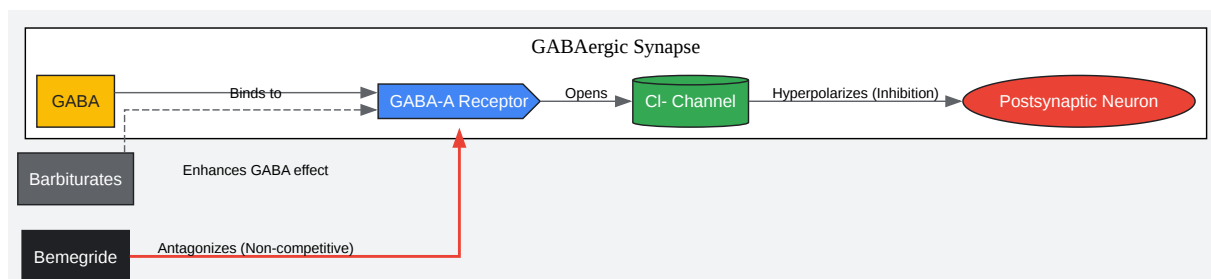 GABAergic Synapse
GABA
Binds to
GABA-A Receptor
Opens
Cl- Channel
Hyperpolarizes (Inhibition)
Postsynaptic Neuron
Barbiturates
Enhances GABA effect
Bemegride
Antagonizes (Non-competitive)